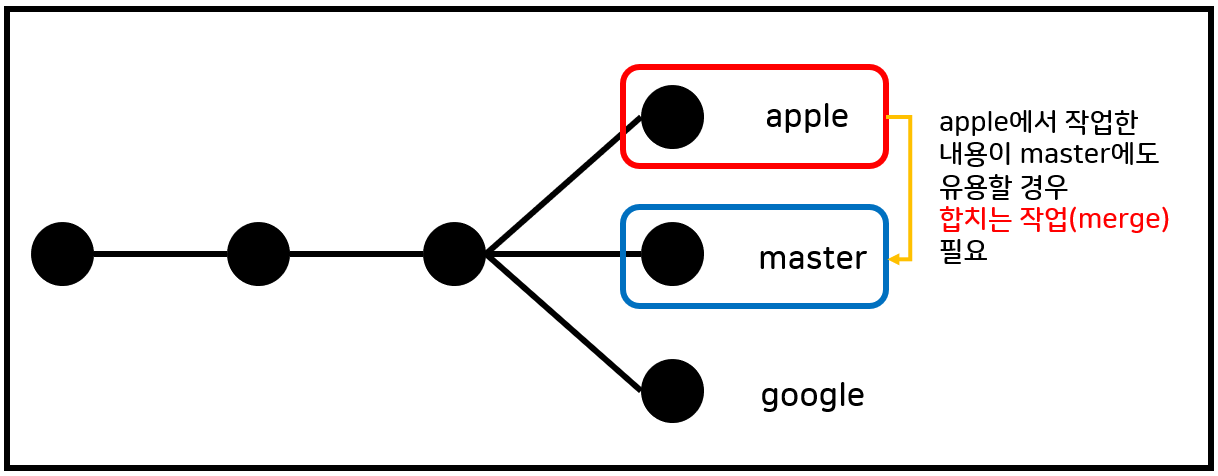 apple
apple에서 작업한
내용이 master에도
유용할 경우
합치는 작업(merge)
필요
master
google